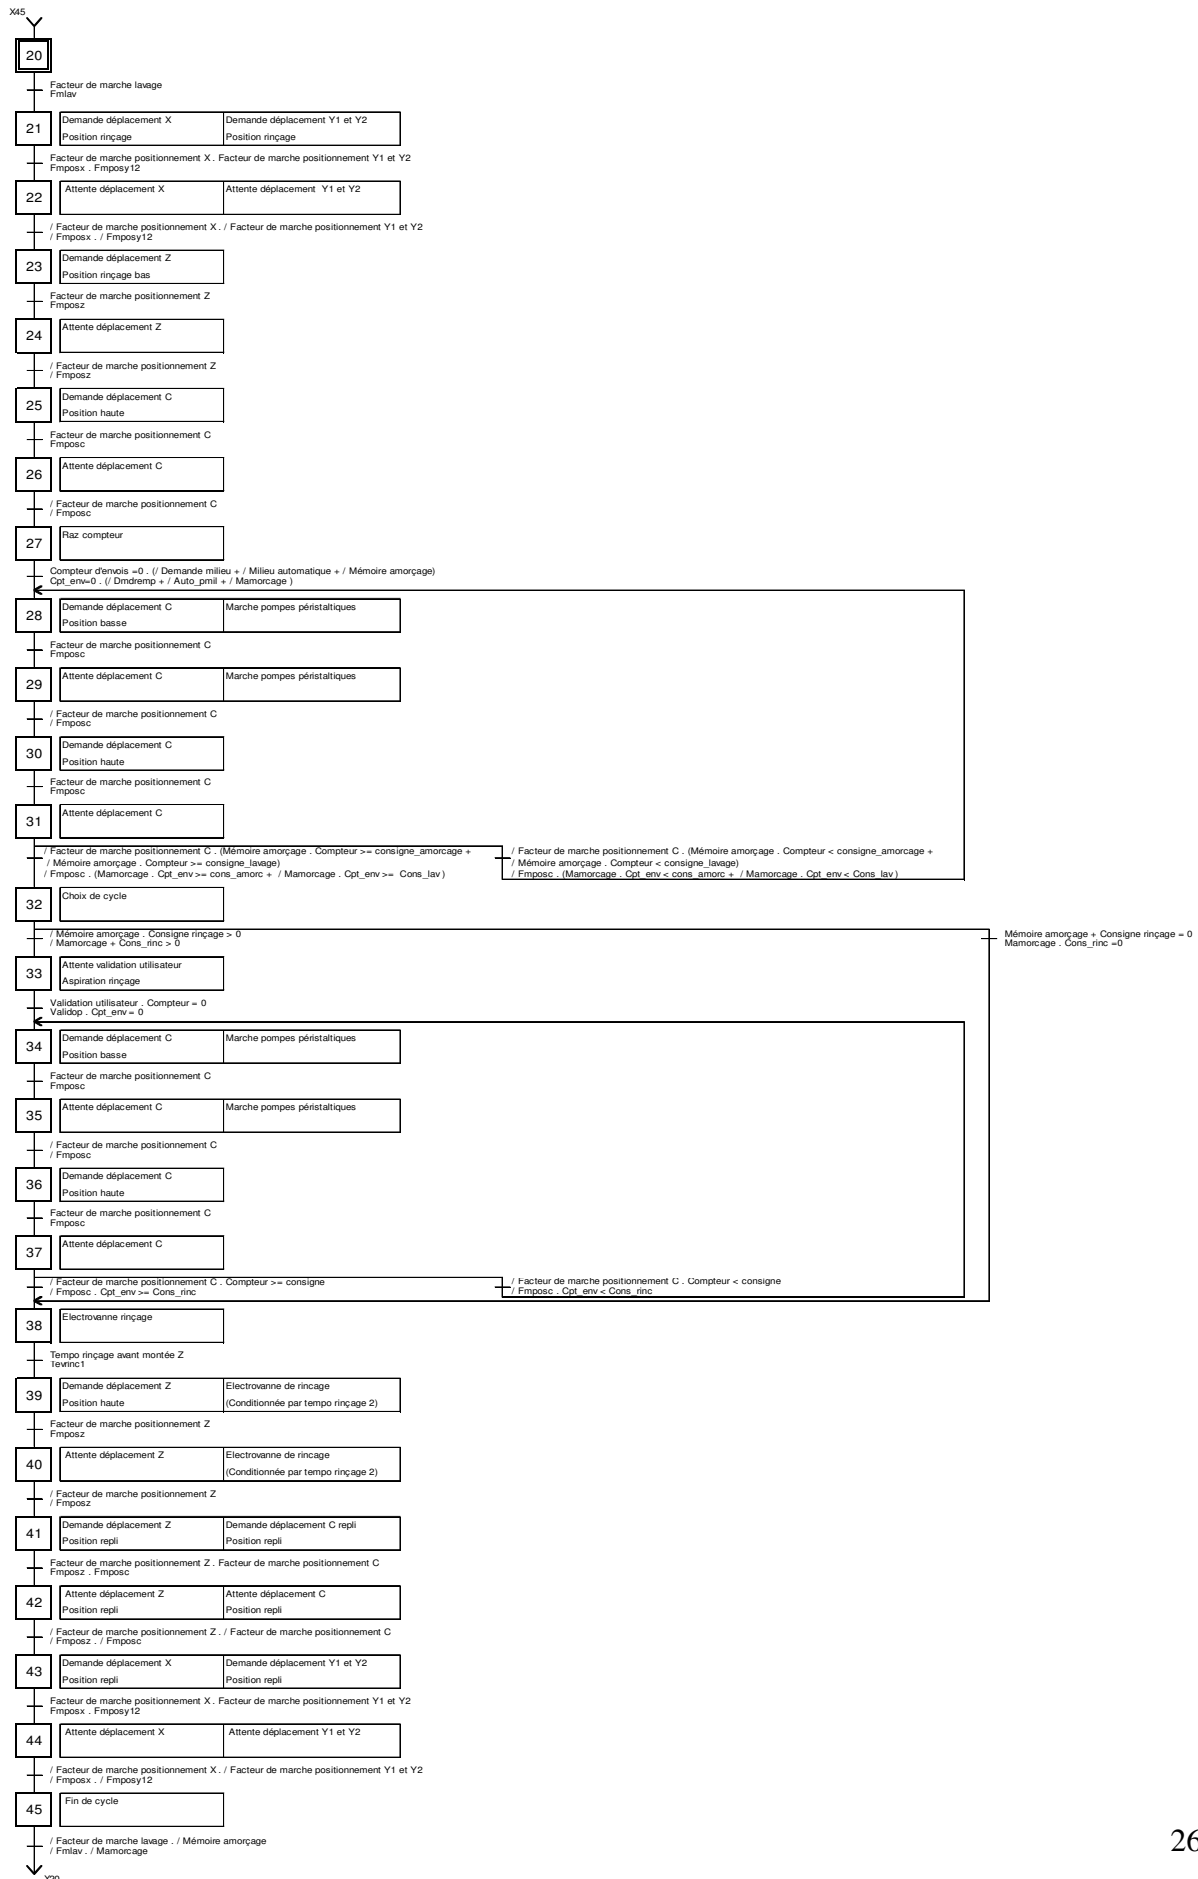 X45
20
Facteur de marche lavage
Fmlav
21
Demande déplacement X
Position rinçage
Demande déplacement Y1 et Y2
Position rinçage
Facteur de marche positionnement X . Facteur de marche positionnement Y1 et Y2
Fmposx . Fmposy12
22
Attente déplacement X
Attente déplacement Y1 et Y2
/ Facteur de marche positionnement X . / Facteur de marche positionnement Y1 et Y2
/ Fmposx . / Fmposy12
23
Demande déplacement Z
Position rinçage bas
Facteur de marche positionnement Z
Fmposz
24
Attente déplacement Z
/ Facteur de marche positionnement Z
/ Fmposz
25
Demande déplacement C
Position haute
Facteur de marche positionnement C
Fmposc
26
Attente déplacement C
/ Facteur de marche positionnement C
/ Fmposc
27
Raz compteur
Compteur d'envois =0 . (/ Demande milieu + / Milieu automatique + / Mémoire amorçage)
Cpt_env=0 . (/ Dmdremp + / Auto_pmil + / Mamorcage )
28
Demande déplacement C
Position basse
Marche pompes péristaltiques
Facteur de marche positionnement C
Fmposc
29
Attente déplacement C
Marche pompes péristaltiques
/ Facteur de marche positionnement C
/ Fmposc
30
Demande déplacement C
Position haute
Facteur de marche positionnement C
Fmposc
31
Attente déplacement C
/ Facteur de marche positionnement C . (Mémoire amorçage . Compteur >= consigne_amorcage +
/ Mémoire amorçage . Compteur >= consigne_lavage)
/ Fmposc . (Mamorcage . Cpt_env >= cons_amorc + / Mamorcage . Cpt_env >= Cons_lav )
/ Facteur de marche positionnement C . (Mémoire amorçage . Compteur < consigne_amorcage +
/ Mémoire amorçage . Compteur < consigne_lavage)
/ Fmposc . (Mamorcage . Cpt_env < cons_amorc + / Mamorcage . Cpt_env < Cons_lav )
32
Choix de cycle
/ Mémoire amorçage . Consigne rinçage > 0
/ Mamorcage + Cons_rinc > 0
Mémoire amorçage + Consigne rinçage = 0
Mamorcage . Cons_rinc =0
33
Attente validation utilisateur
Aspiration rinçage
Validation utilisateur . Compteur = 0
Validop . Cpt_env = 0
34
Demande déplacement C
Position basse
Marche pompes péristaltiques
Facteur de marche positionnement C
Fmposc
35
Attente déplacement C
Marche pompes péristaltiques
/ Facteur de marche positionnement C
/ Fmposc
36
Demande déplacement C
Position haute
Facteur de marche positionnement C
Fmposc
37
Attente déplacement C
/ Facteur de marche positionnement C . Compteur >= consigne
/ Fmposc . Cpt_env >= Cons_rinc
/ Facteur de marche positionnement C . Compteur < consigne
/ Fmposc . Cpt_env < Cons_rinc
38
Electrovanne rinçage
Tempo rinçage avant montée Z
Tevrinc1
39
Demande déplacement Z
Position haute
Electrovanne de rincage
(Conditionnée par tempo rinçage 2)
Facteur de marche positionnement Z
Fmposz
40
Attente déplacement Z
Electrovanne de rincage
(Conditionnée par tempo rinçage 2)
/ Facteur de marche positionnement Z
/ Fmposz
41
Demande déplacement Z
Position repli
Demande déplacement C repli
Position repli
Facteur de marche positionnement Z . Facteur de marche positionnement C
Fmposz . Fmposc
42
Attente déplacement Z
Position repli
Attente déplacement C
Position repli
/ Facteur de marche positionnement Z . / Facteur de marche positionnement C
/ Fmposz . / Fmposc
43
Demande déplacement X
Position repli
Demande déplacement Y1 et Y2
Position repli
Facteur de marche positionnement X . Facteur de marche positionnement Y1 et Y2
Fmposx . Fmposy12
44
Attente déplacement X
Attente déplacement Y1 et Y2
/ Facteur de marche positionnement X . / Facteur de marche positionnement Y1 et Y2
/ Fmposx . / Fmposy12
45
Fin de cycle
/ Facteur de marche lavage . / Mémoire amorçage
/ Fmlav . / Mamorcage
26